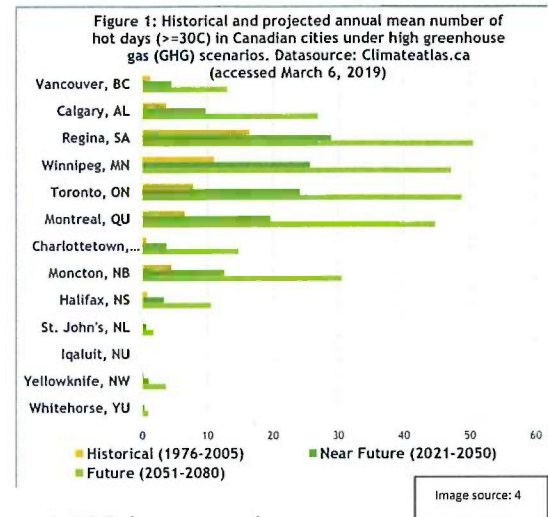 Figure 1: Historical and projected annual mean number of
hot days (>=30C) in Canadian cities under high greenhouse
gas (GHG) scenarios. Datasource: Climateatlas.ca
(accessed March 6, 2019)
Vancouver, BC
Calgary, AL
Regina, SA
Winnipeg, MN
Toronto, ON
Montreal, QU
Charlottetown,...
Moncton, NB
Halifax, NS
St. John's, NL
Iqaluit, NU
Yellowknife, NW
Whitehorse, YU
0 10 20 30 40 50 60
Historical (1976-2005) Near Future (2021-2050)
Future (2051-2080)
Image source: 4